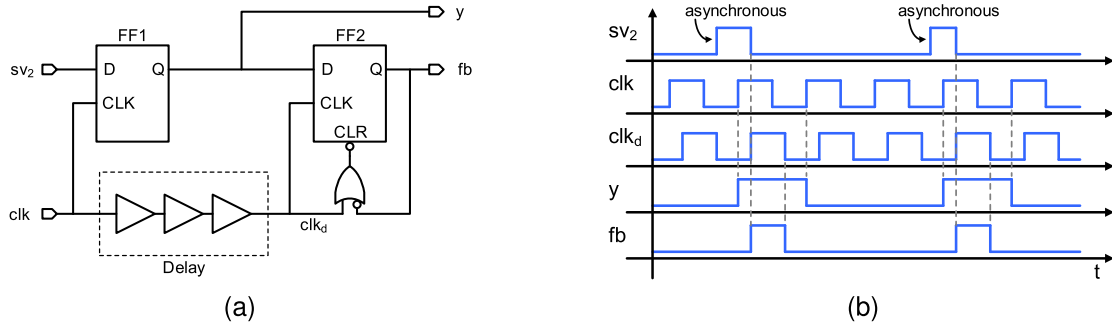 y
FF1
FF2
sv2
D
Q
D
Q
fb
CLK
CLK
CLR
clk
clkd
Delay
(a)
asynchronous
asynchronous
sv2
clk
clkd
y
fb
t
(b)